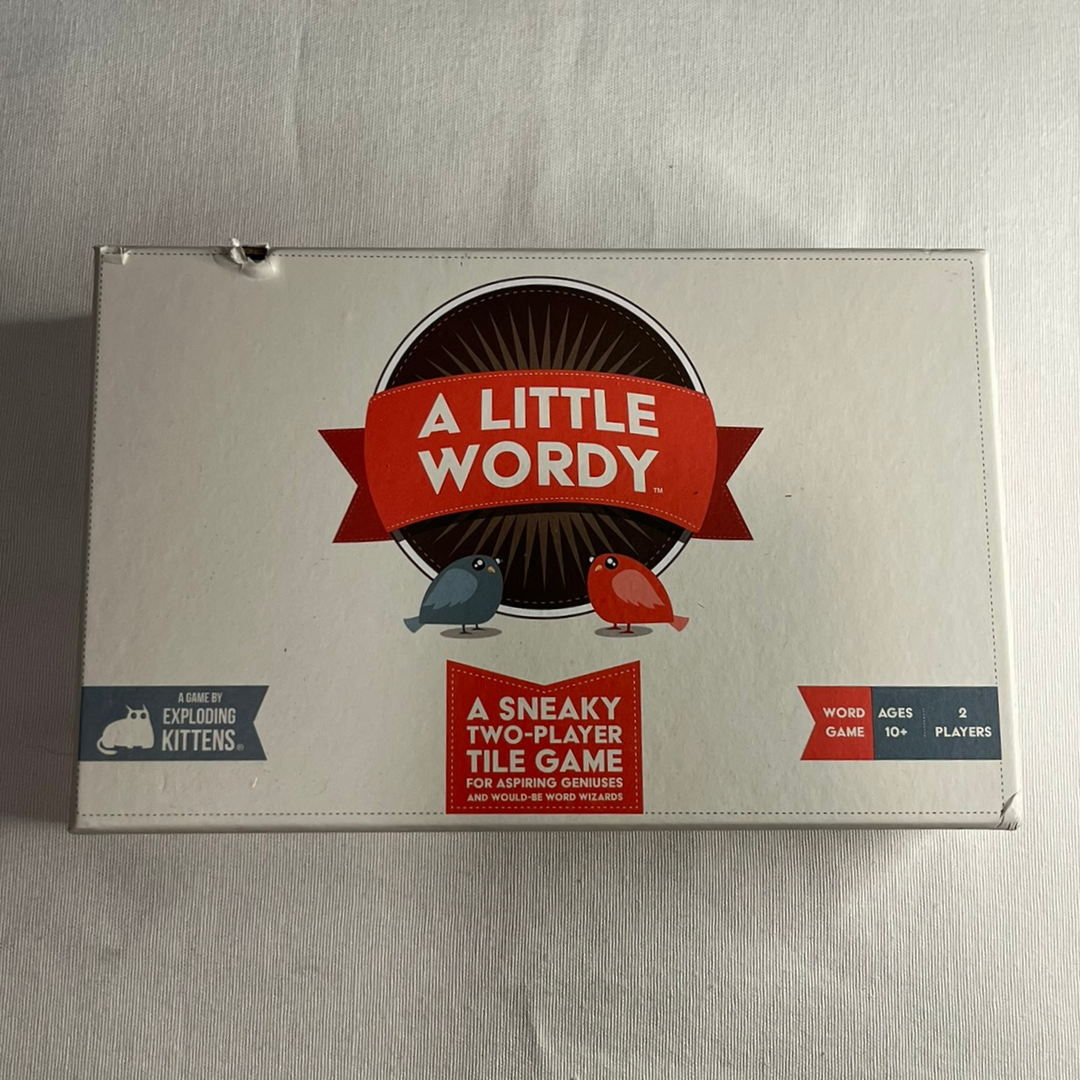 A LITTLE
WORDY™
A GAME BY
EXPLODING
KITTENS®
A SNEAKY
TWO-PLAYER
TILE GAME
FOR ASPIRING GENIUSES
AND WOULD-BE WORD WIZARDS
WORD
GAME
AGES
10+
2
PLAYERS